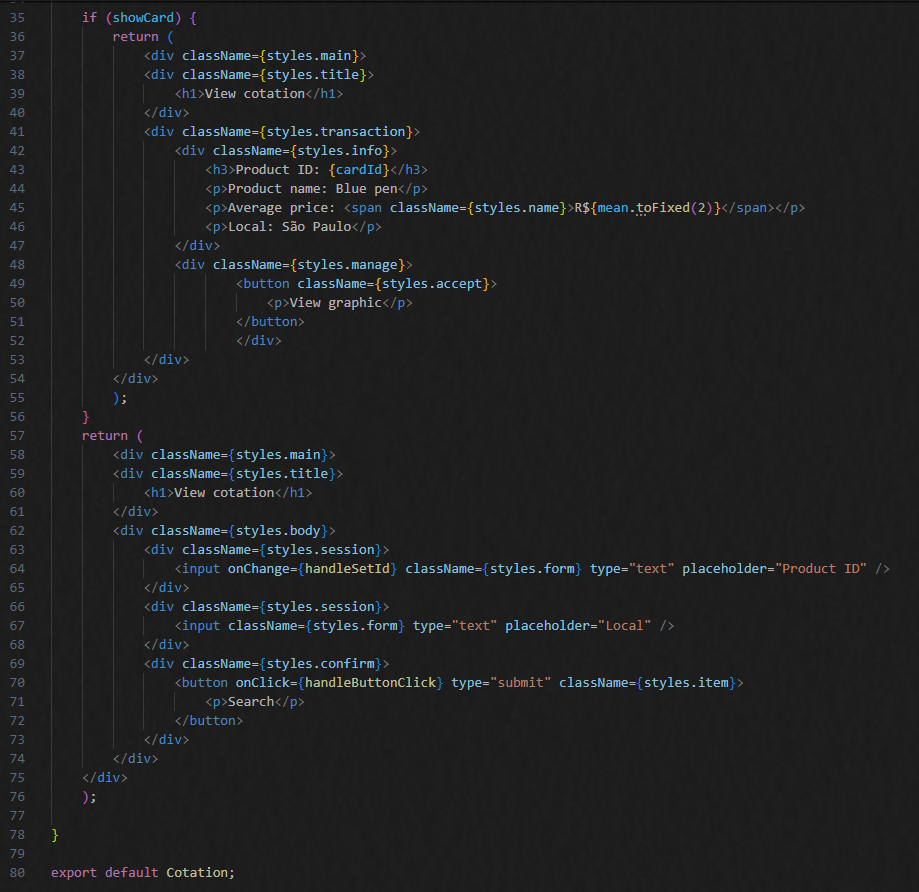 35 if (showCard) {
36 return (
37 <div className={styles.main}>
38 <div className={styles.title}>
39 <h1>View cotation</h1>
40 </div>
41 <div className={styles.transaction}>
42 <div className={styles.info}>
43 <h3>Product ID: {cardId}</h3>
44 <p>Product name: Blue pen</p>
45 <p>Average price: <span className={styles.name}>R${mean.toFixed(2)}</span></p>
46 <p>Local: São Paulo</p>
47 </div>
48 <div className={styles.manage}>
49 <button className={styles.accept}>
50 <p>View graphic</p>
51 </button>
52 </div>
53 </div>
54 </div>
55 );
56 }
57 return (
58 <div className={styles.main}>
59 <div className={styles.title}>
60 <h1>View cotation</h1>
61 </div>
62 <div className={styles.body}>
63 <div className={styles.session}>
64 <input onChange={handleSetId} className={styles.form} type="text" placeholder="Product ID" />
65 </div>
66 <div className={styles.session}>
67 <input className={styles.form} type="text" placeholder="Local" />
68 </div>
69 <div className={styles.confirm}>
70 <button onClick={handleButtonClick} type="submit" className={styles.item}>
71 <p>Search</p>
72 </button>
73 </div>
74 </div>
75 </div>
76 );
77
78 }
79
80 export default Cotation;